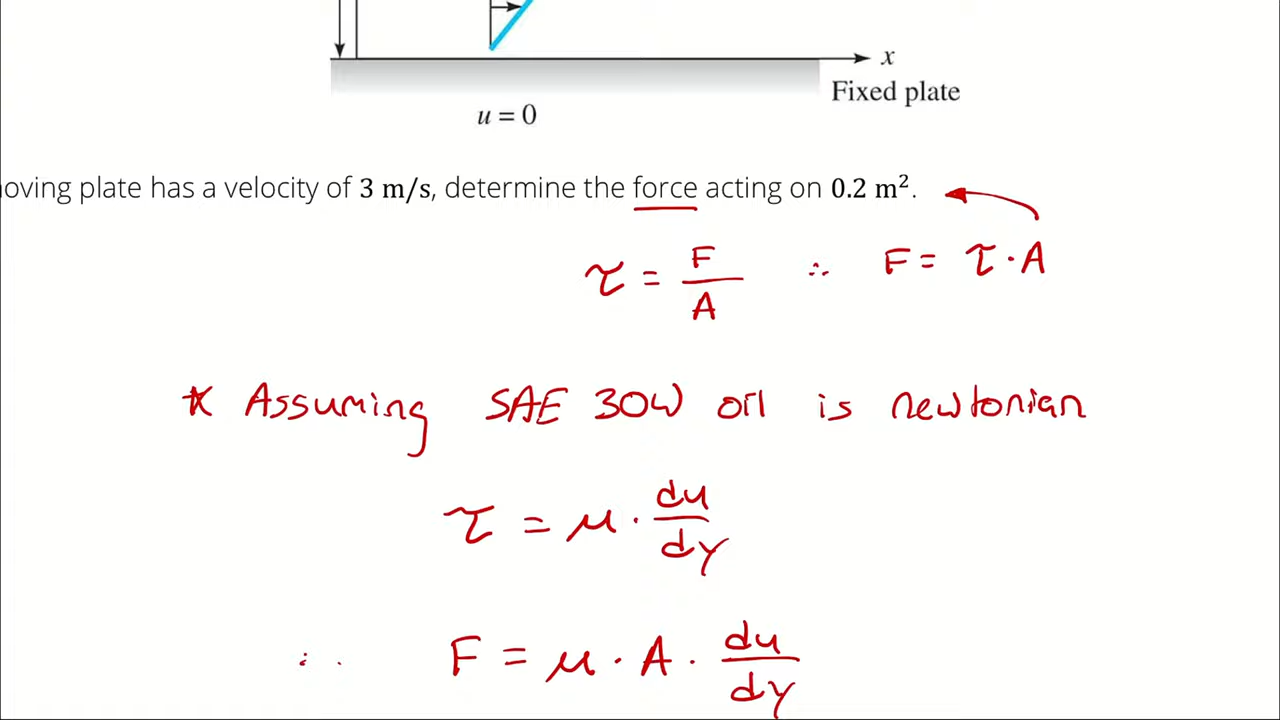 x
Fixed plate
u = 0
moving plate has a velocity of 3 m/s, determine the force acting on 0.2 m².
τ = F/A ∴ F = τ · A
* Assuming SAE 30W oil is newtonian
τ = μ · du/dy
∴ F = μ · A · du/dy